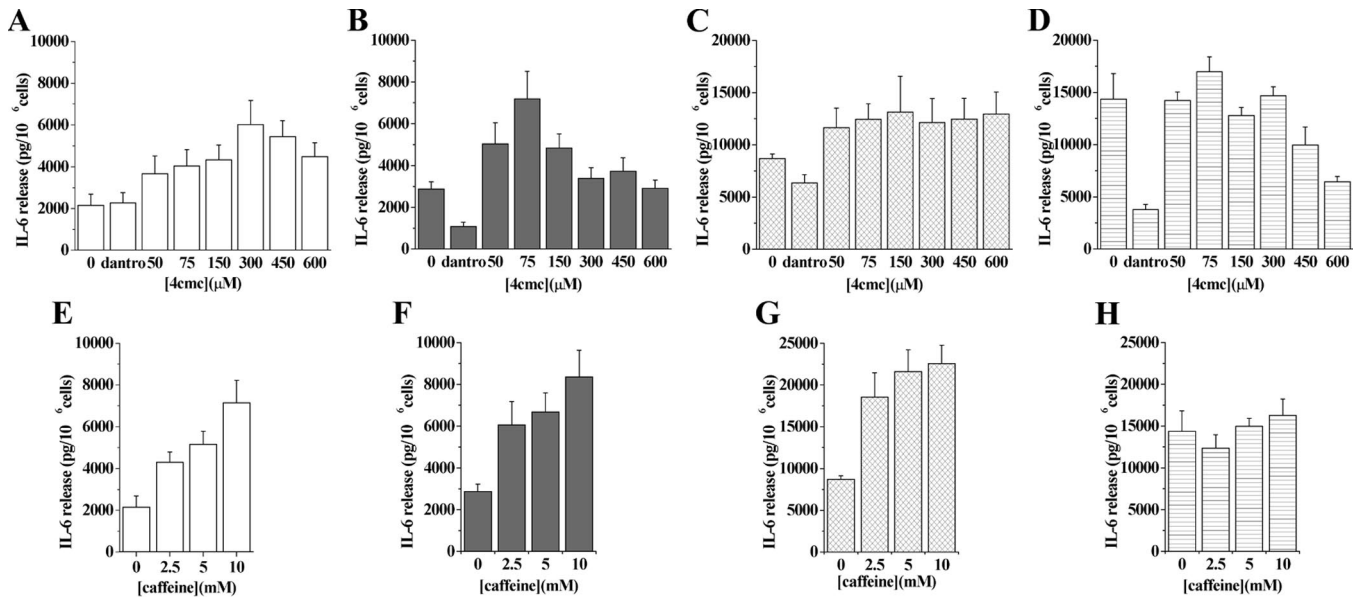 A
IL-6 release (pg/10 6cells)
10000
8000
6000
4000
2000
0
0 dantro 50 75 150 300 450 600
[4cmc](μM)
B
IL-6 release (pg/10 6cells)
10000
8000
6000
4000
2000
0
0 dantro 50 75 150 300 450 600
[4cmc](μM)
C
IL-6 release (pg/10 6cells)
20000
15000
10000
5000
0
0 dantro 50 75 150 300 450 600
[4cmc](μM)
D
IL-6 release (pg/10 6cells)
20000
15000
10000
5000
0
0 dantro 50 75 150 300 450 600
[4cmc](μM)
E
IL-6 release (pg/10 6cells)
10000
8000
6000
4000
2000
0
0 2.5 5 10
[caffeine](mM)
F
IL-6 release (pg/10 6cells)
10000
8000
6000
4000
2000
0
0 2.5 5 10
[caffeine](mM)
G
IL-6 release (pg/10 6cells)
25000
20000
15000
10000
5000
0
0 2.5 5 10
[caffeine](mM)
H
IL-6 release (pg/10 6cells)
25000
20000
15000
10000
5000
0
0 2.5 5 10
[caffeine](mM)